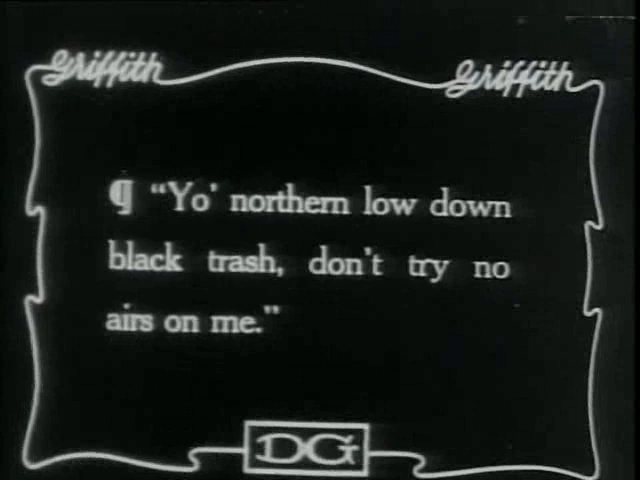 Griffith Griffith
¶ "Yo' northern low down
black trash, don't try no
airs on me."
DG